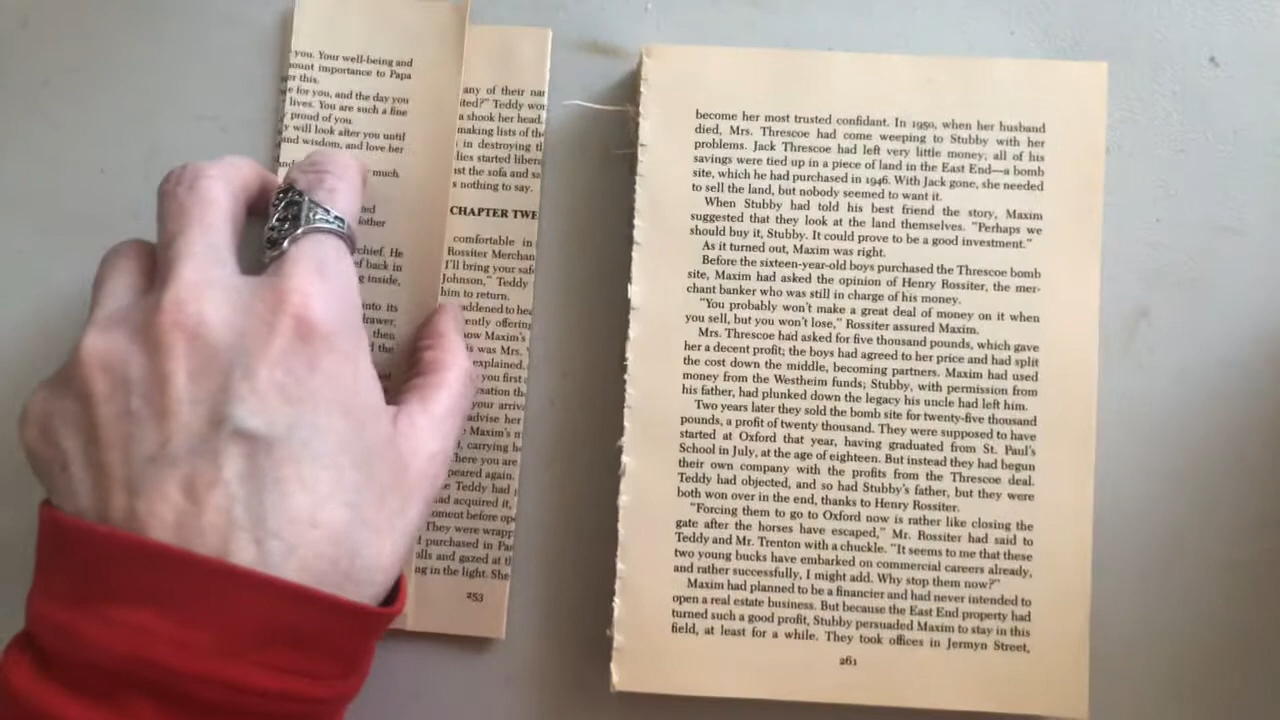 you. Your well-being and
importance to Papa
er this.
e for you, and the day you
lives. You are such a fine
proud of you.
y will look after you until
and wisdom, and love her
much
lother
chief. He
ef back in
g inside,
into its
drawer,
then
the
any of their nar
ited?" Teddy wor
a shook her head.
making lists of the
in destroying th
lies started libera
ust the sofa and sa
s nothing to say.
CHAPTER TWE
comfortable in
Rossiter Merchan
I'll bring your safe
Johnson," Teddy
him to return.
addened to hea
ently offering
now Maxim's
is was Mrs.
explained.
you first
sation th
your arriv
advise her
Maxim's m
, carrying he
here you are
peared again.
e Teddy had
had acquired it,
oment before ope
They were wrapp
purchased in Par
alls and gazed at th
ng in the light. She
253
become her most trusted confidant. In 1950, when her husband
died, Mrs. Threscoe had come weeping to Stubby with her
problems. Jack Threscoe had left very little money; all of his
savings were tied up in a piece of land in the East End—a bomb
site, which he had purchased in 1946. With Jack gone, she needed
to sell the land, but nobody seemed to want it.
When Stubby had told his best friend the story, Maxim
suggested that they look at the land themselves. "Perhaps we
should buy it, Stubby. It could prove to be a good investment."
As it turned out, Maxim was right.
Before the sixteen-year-old boys purchased the Threscoe bomb
site, Maxim had asked the opinion of Henry Rossiter, the mer-
chant banker who was still in charge of his money.
"You probably won't make a great deal of money on it when
you sell, but you won't lose," Rossiter assured Maxim.
Mrs. Threscoe had asked for five thousand pounds, which gave
her a decent profit; the boys had agreed to her price and had split
the cost down the middle, becoming partners. Maxim had used
money from the Westheim funds; Stubby, with permission from
his father, had plunked down the legacy his uncle had left him.
Two years later they sold the bomb site for twenty-five thousand
pounds, a profit of twenty thousand. They were supposed to have
started at Oxford that year, having graduated from St. Paul's
School in July, at the age of eighteen. But instead they had begun
their own company with the profits from the Threscoe deal.
Teddy had objected, and so had Stubby's father, but they were
both won over in the end, thanks to Henry Rossiter.
"Forcing them to go to Oxford now is rather like closing the
gate after the horses have escaped," Mr. Rossiter had said to
Teddy and Mr. Trenton with a chuckle. "It seems to me that these
two young bucks have embarked on commercial careers already,
and rather successfully, I might add. Why stop them now?"
Maxim had planned to be a financier and had never intended to
open a real estate business. But because the East End property had
turned such a good profit, Stubby persuaded Maxim to stay in this
field, at least for a while. They took offices in Jermyn Street,
261